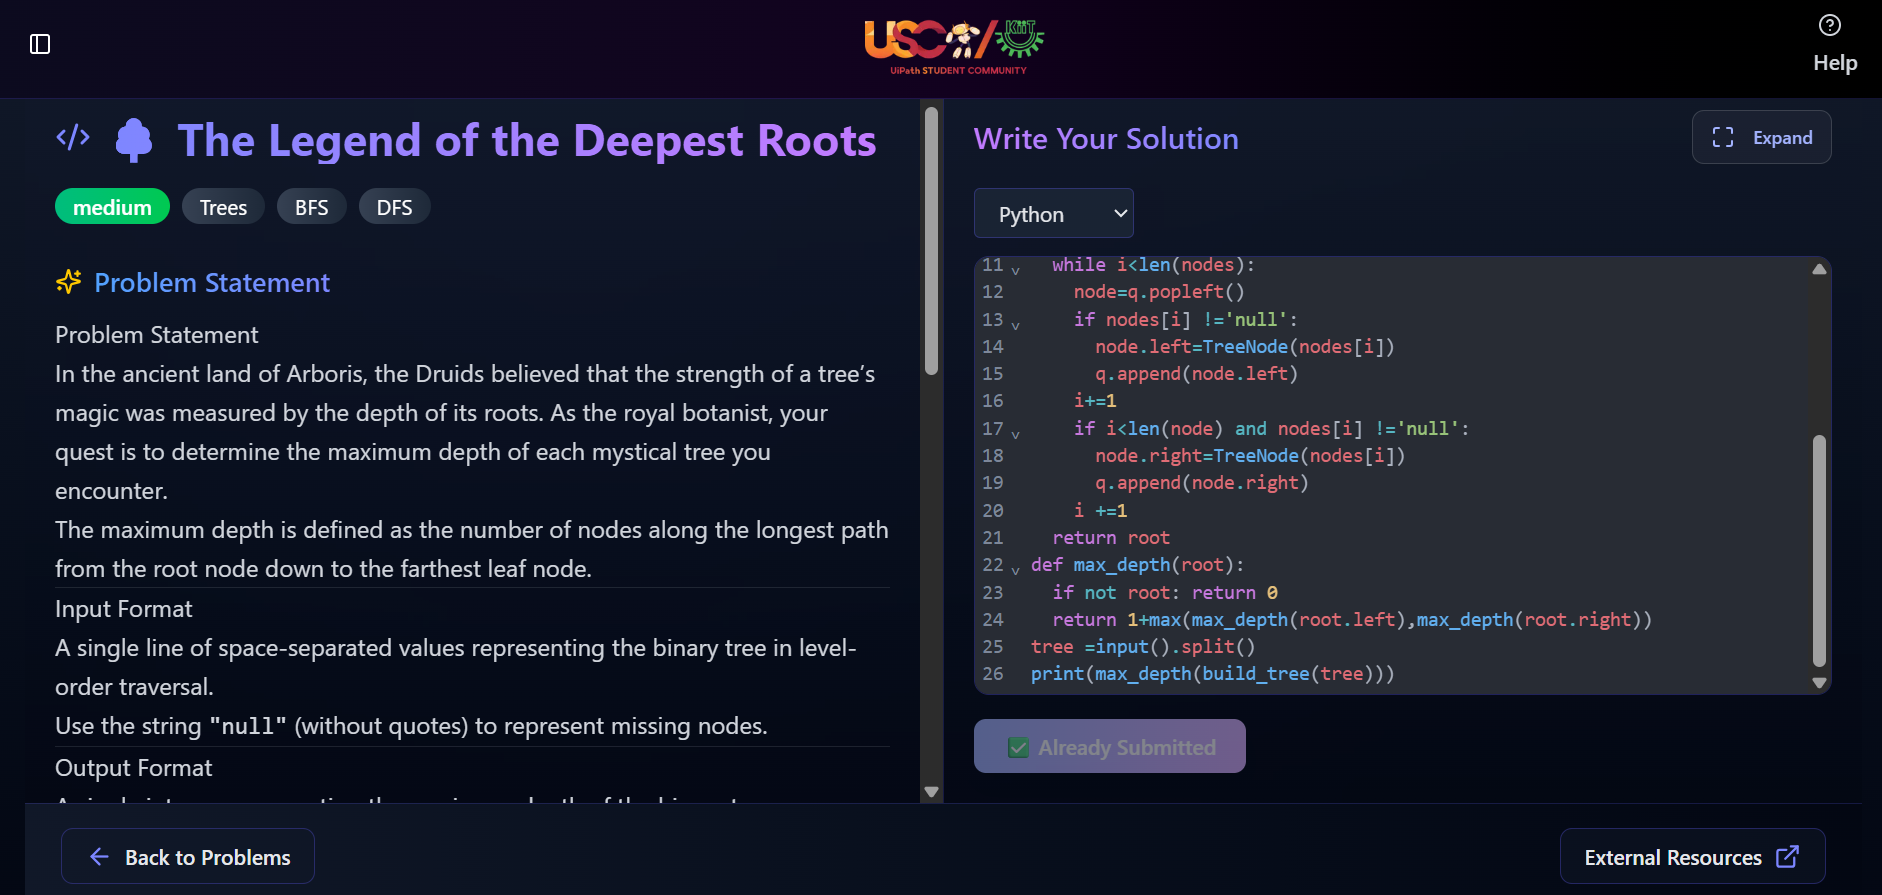 USC/KIIT
UiPath STUDENT COMMUNITY
Help
</> The Legend of the Deepest Roots
medium Trees BFS DFS
Problem Statement
Problem Statement
In the ancient land of Arboris, the Druids believed that the strength of a tree’s
magic was measured by the depth of its roots. As the royal botanist, your
quest is to determine the maximum depth of each mystical tree you
encounter.
The maximum depth is defined as the number of nodes along the longest path
from the root node down to the farthest leaf node.
Input Format
A single line of space-separated values representing the binary tree in level-
order traversal.
Use the string "null" (without quotes) to represent missing nodes.
Output Format
Write Your Solution
Expand
Python
11 while i<len(nodes):
12 node=q.popleft()
13 if nodes[i] !='null':
14 node.left=TreeNode(nodes[i])
15 q.append(node.left)
16 i+=1
17 if i<len(node) and nodes[i] !='null':
18 node.right=TreeNode(nodes[i])
19 q.append(node.right)
20 i +=1
21 return root
22 def max_depth(root):
23 if not root: return 0
24 return 1+max(max_depth(root.left),max_depth(root.right))
25 tree =input().split()
26 print(max_depth(build_tree(tree)))
Already Submitted
Back to Problems
External Resources